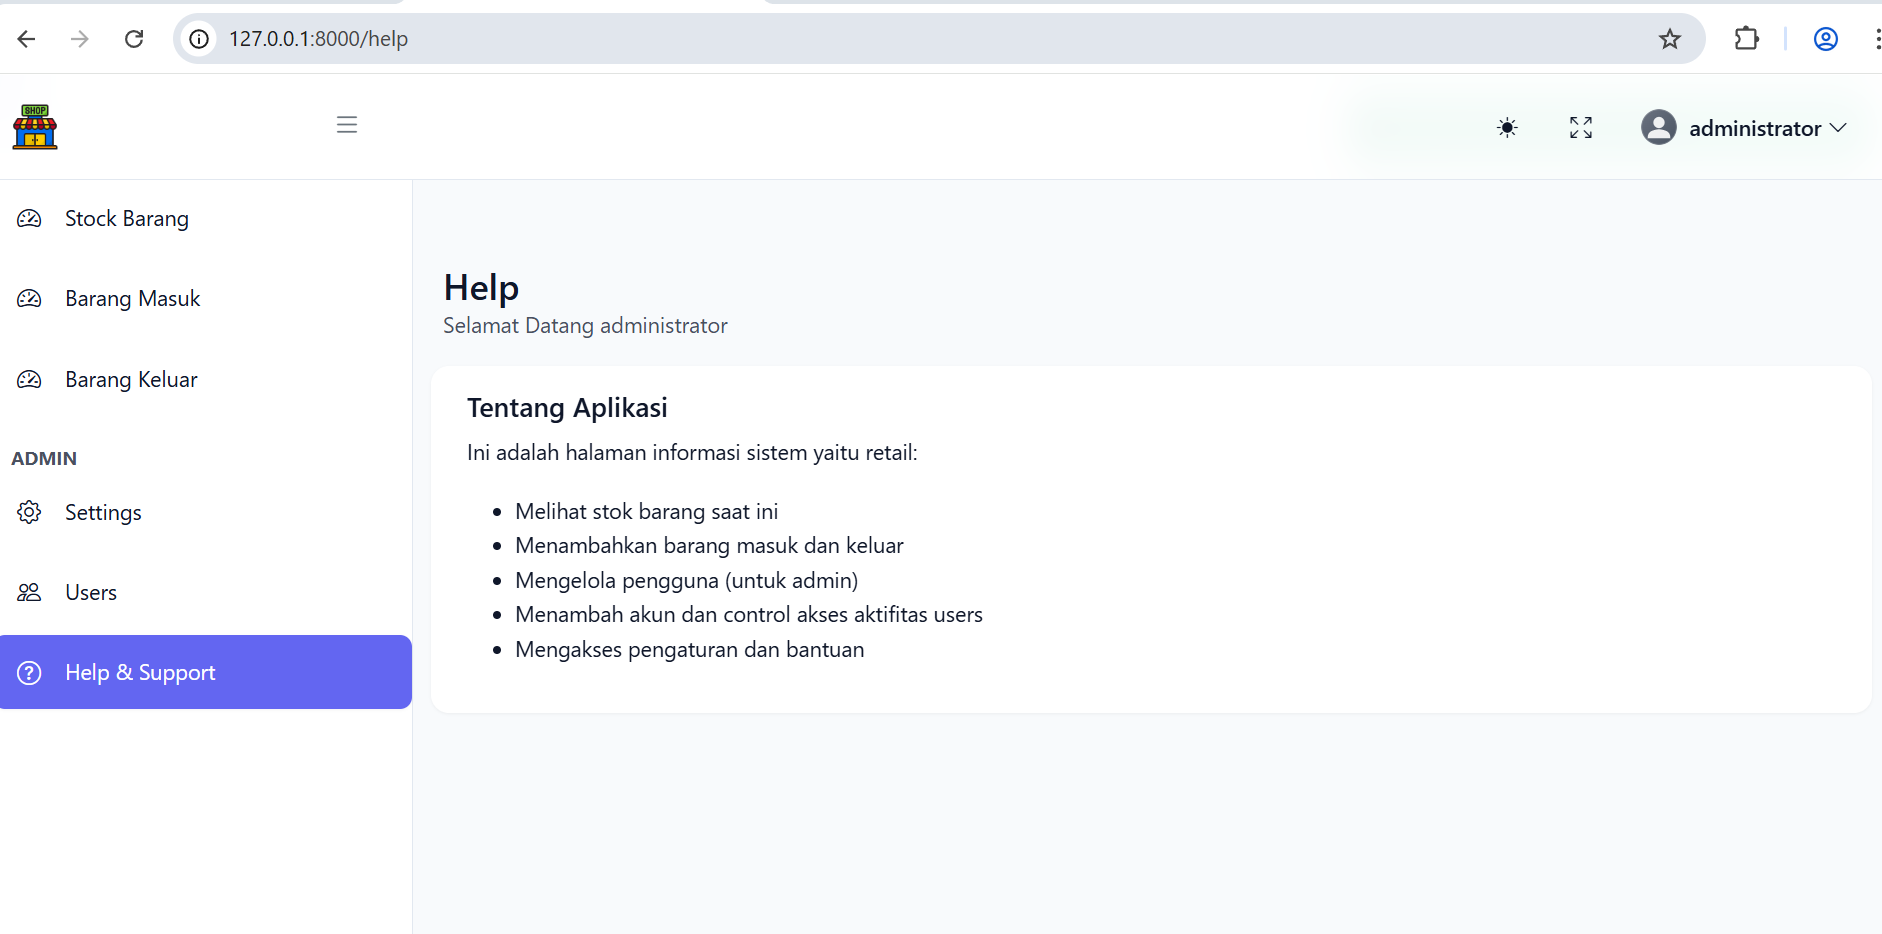 127.0.0.1:8000/help
SHOP
administrator
Stock Barang
Barang Masuk
Barang Keluar
ADMIN
Settings
Users
Help & Support
Help
Selamat Datang administrator
Tentang Aplikasi
Ini adalah halaman informasi sistem yaitu retail:
Melihat stok barang saat ini
Menambahkan barang masuk dan keluar
Mengelola pengguna (untuk admin)
Menambah akun dan control akses aktifitas users
Mengakses pengaturan dan bantuan